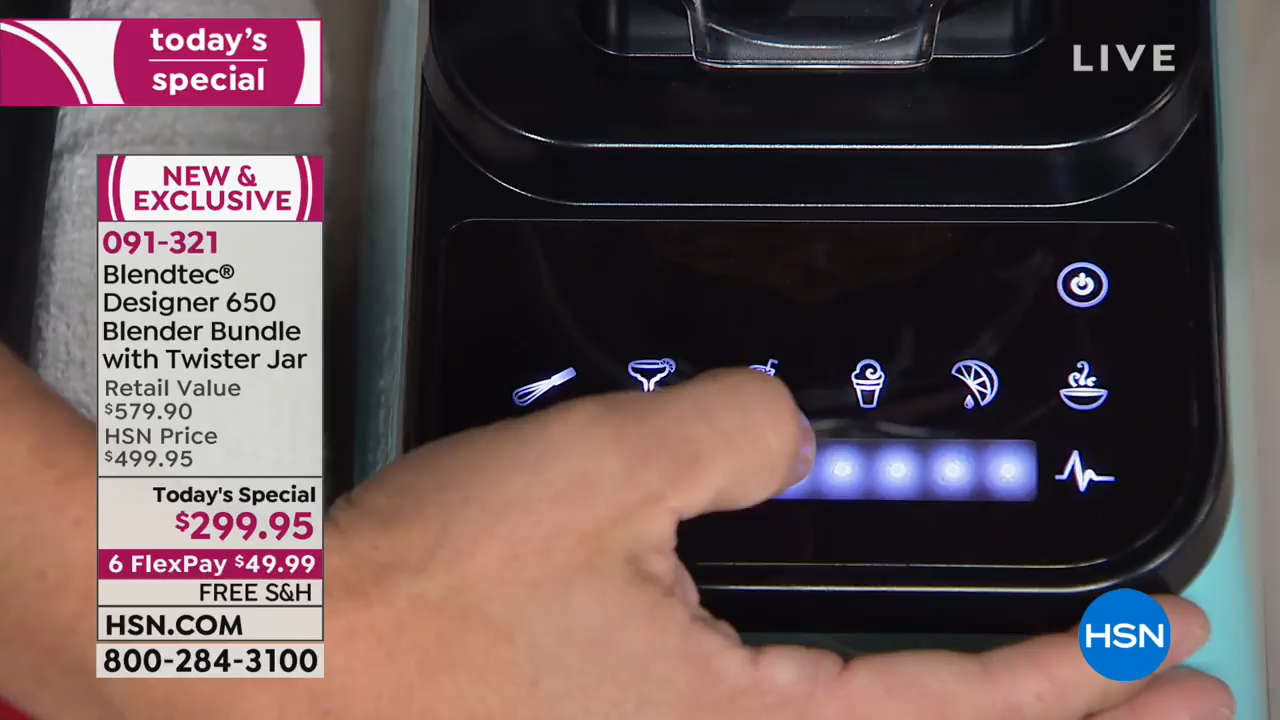 today's
special
LIVE
NEW &
EXCLUSIVE
091-321
Blendtec®
Designer 650
Blender Bundle
with Twister Jar
Retail Value
$579.90
HSN Price
$499.95
Today's Special
$299.95
6 FlexPay $49.99
FREE S&H
HSN.COM
800-284-3100
HSN